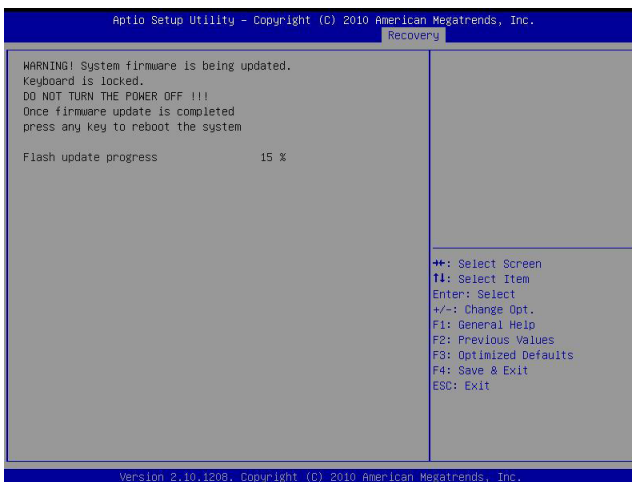 Aptio Setup Utility – Copyright (C) 2010 American Megatrends, Inc.
Recovery
WARNING! System firmware is being updated.
Keyboard is locked.
DO NOT TURN THE POWER OFF !!!
Once firmware update is completed
press any key to reboot the system
Flash update progress 15 %
→←: Select Screen
↑↓: Select Item
Enter: Select
+/-: Change Opt.
F1: General Help
F2: Previous Values
F3: Optimized Defaults
F4: Save & Exit
ESC: Exit
Version 2.10.1208. Copyright (C) 2010 American Megatrends, Inc.